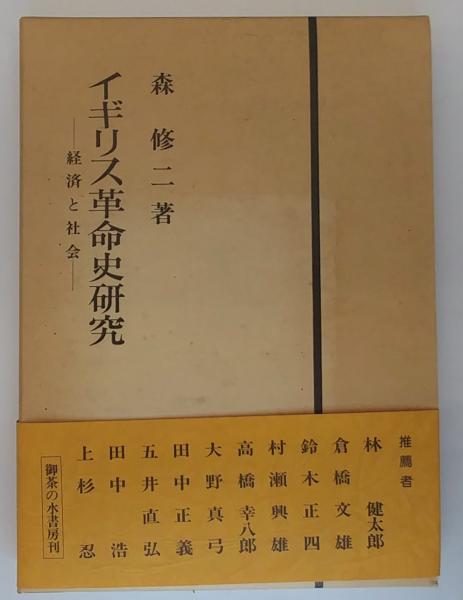 森修二著
イギリス革命史研究
―経済と社会―
推薦者
林健太郎
倉橋文雄
鈴木正四
村瀬興雄
高橋幸八郎
大野真弓
田中正義
五井直弘
田中浩
上杉忍
御茶の水書房刊